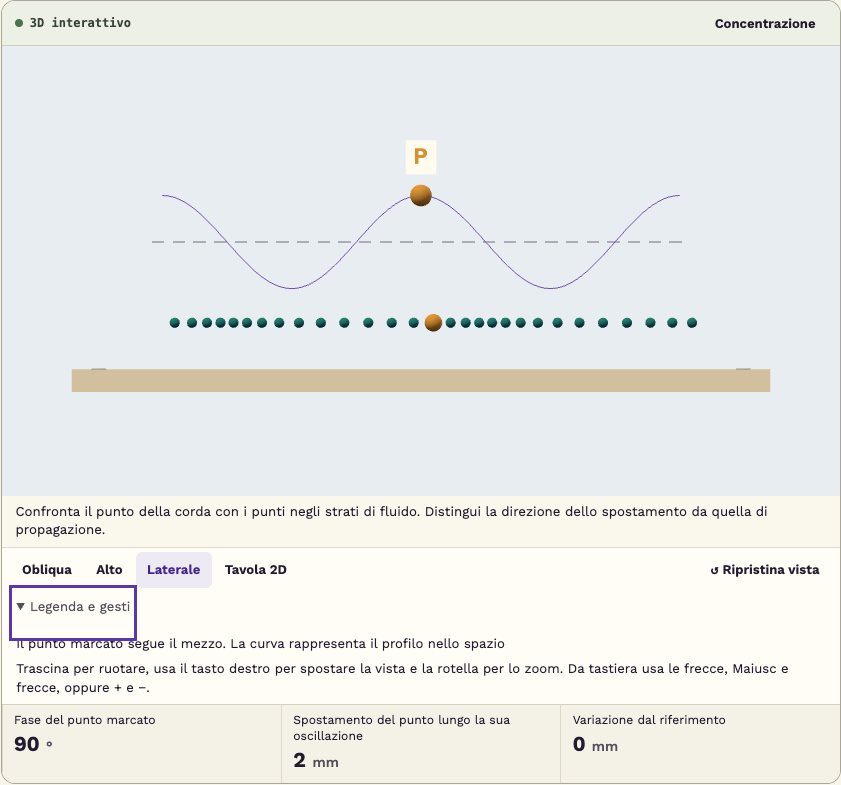 3D interattivo
Concentrazione
P
Confronta il punto della corda con i punti negli strati di fluido. Distingui la direzione dello spostamento da quella di
propagazione.
Obliqua Alto Laterale Tavola 2D ↺ Ripristina vista
▼ Legenda e gesti
Il punto marcato segue il mezzo. La curva rappresenta il profilo nello spazio
Trascina per ruotare, usa il tasto destro per spostare la vista e la rotella per lo zoom. Da tastiera usa le frecce, Maiusc e
frecce, oppure + e −.
Fase del punto marcato
90 °
Spostamento del punto lungo la sua
oscillazione
2 mm
Variazione dal riferimento
0 mm